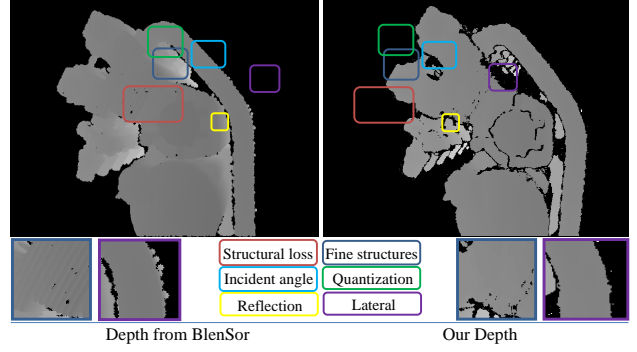 Structural loss Fine structures
Incident angle Quantization
Reflection Lateral
Depth from BlenSor Our Depth